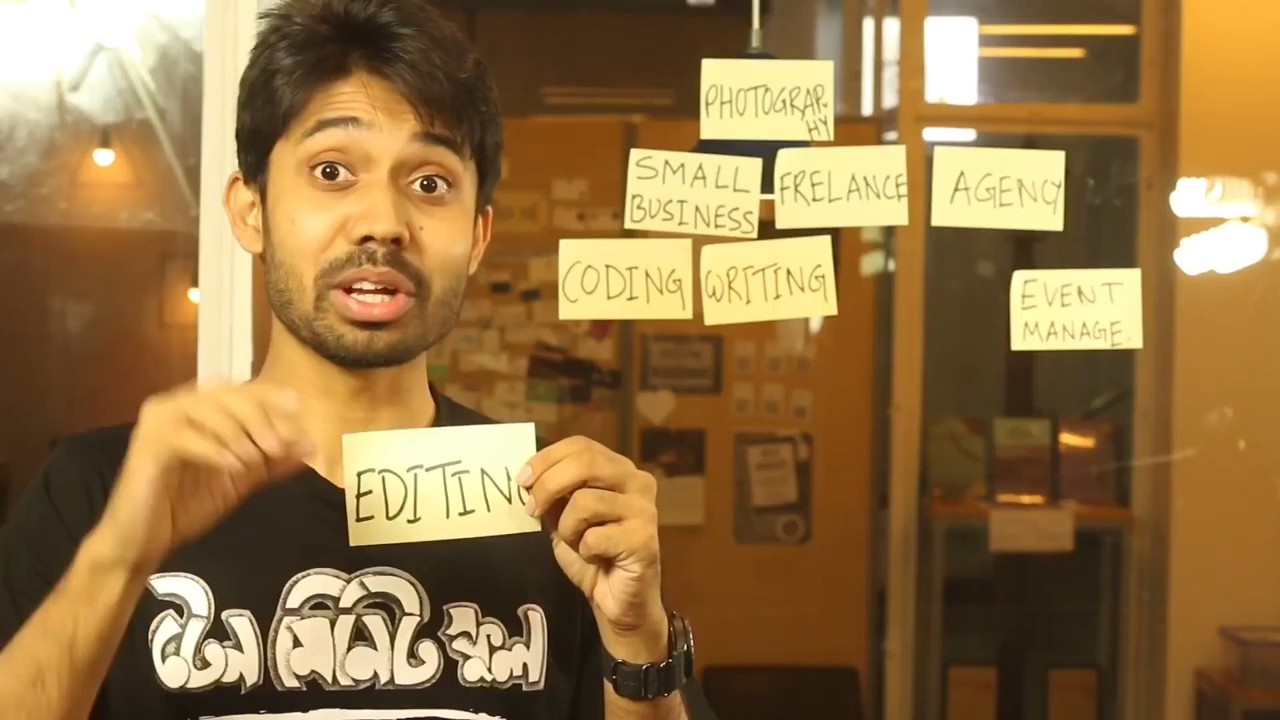 PHOTOGRAP-
HY
SMALL
BUSINESS
FRELANCE
AGENCY
CODING
WRITING
EVENT
MANAGE.
EDITING
টেন মিনিট স্কুল